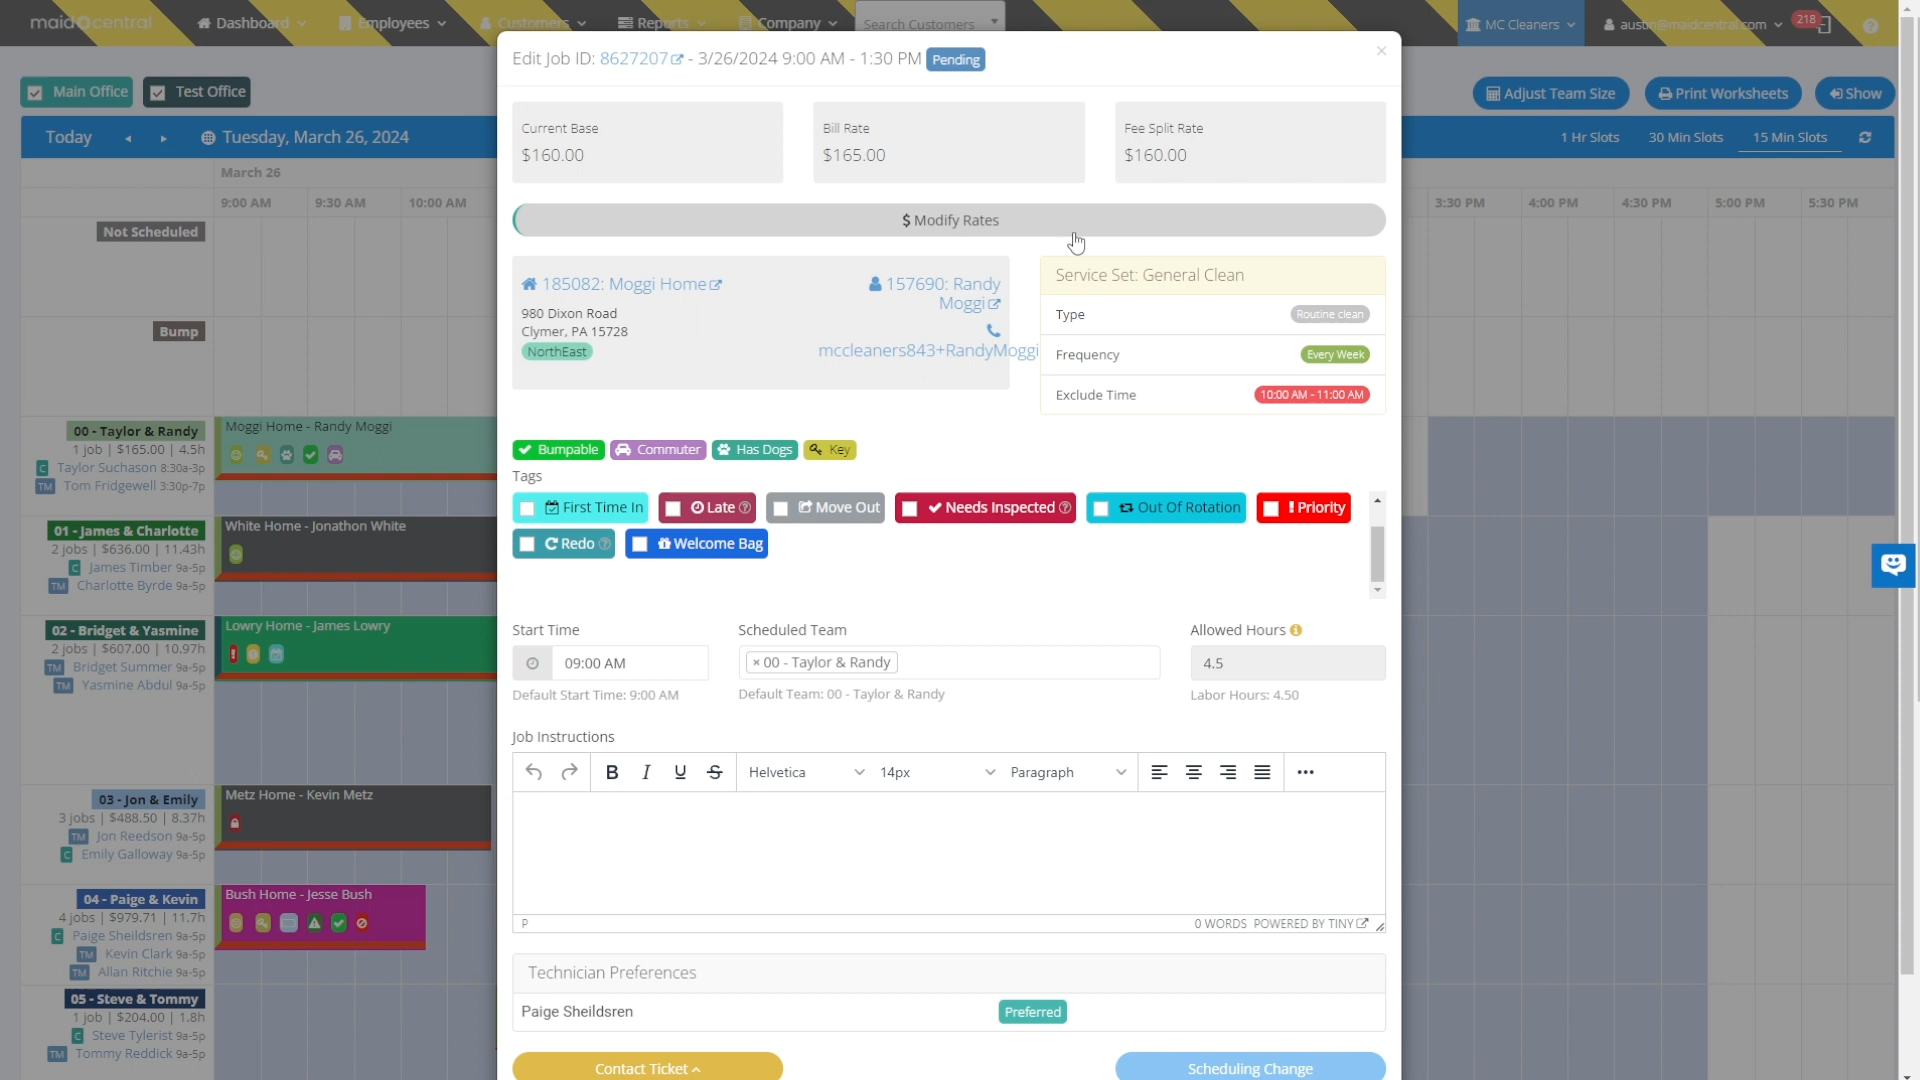 maidcentral
Dashboard
Employees
Customers
Reports
Company
Search Customers
MC Cleaners
austin@maidcentral.com
218
Main Office
Test Office
Adjust Team Size
Print Worksheets
Show
Today
Tuesday, March 26, 2024
1 Hr Slots
30 Min Slots
15 Min Slots
March 26
9:00 AM
9:30 AM
10:00 AM
3:30 PM
4:00 PM
4:30 PM
5:00 PM
5:30 PM
Not Scheduled
Bump
00 - Taylor & Randy
1 job | $165.00 | 4.5h
C Taylor Suchason 8:30a-3p
TM Tom Fridgewell 3:30p-7p
Moggi Home - Randy Moggi
01 - James & Charlotte
2 jobs | $636.00 | 11.43h
C James Timber 9a-5p
TM Charlotte Byrde 9a-5p
White Home - Jonathon White
02 - Bridget & Yasmine
2 jobs | $607.00 | 10.97h
TM Bridget Summer 9a-5p
TM Yasmine Abdul 9a-5p
Lowry Home - James Lowry
03 - Jon & Emily
3 jobs | $488.50 | 8.37h
TM Jon Reedson 9a-5p
C Emily Galloway 9a-5p
Metz Home - Kevin Metz
04 - Paige & Kevin
4 jobs | $979.71 | 11.7h
C Paige Sheildsren 9a-5p
TM Kevin Clark 9a-5p
TM Allan Ritchie 9a-5p
Bush Home - Jesse Bush
05 - Steve & Tommy
1 job | $204.00 | 1.8h
C Steve Tylerist 9a-5p
TM Tommy Reddick 9a-5p
Edit Job ID: 8627207 - 3/26/2024 9:00 AM - 1:30 PM Pending
×
Current Base
$160.00
Bill Rate
$165.00
Fee Split Rate
$160.00
$ Modify Rates
185082: Moggi Home
980 Dixon Road
Clymer, PA 15728
NorthEast
157690: Randy
Moggi
mccleaners843+RandyMoggi
Service Set: General Clean
Type Routine clean
Frequency Every Week
Exclude Time 10:00 AM - 11:00 AM
Bumpable Commuter Has Dogs Key
Tags
First Time In Late Move Out Needs Inspected Out Of Rotation Priority
Redo Welcome Bag
Start Time
09:00 AM
Default Start Time: 9:00 AM
Scheduled Team
× 00 - Taylor & Randy
Default Team: 00 - Taylor & Randy
Allowed Hours
4.5
Labor Hours: 4.50
Job Instructions
B I U S Helvetica 14px Paragraph
P
0 WORDS POWERED BY TINY
Technician Preferences
Paige Sheildsren Preferred
Contact Ticket
Scheduling Change